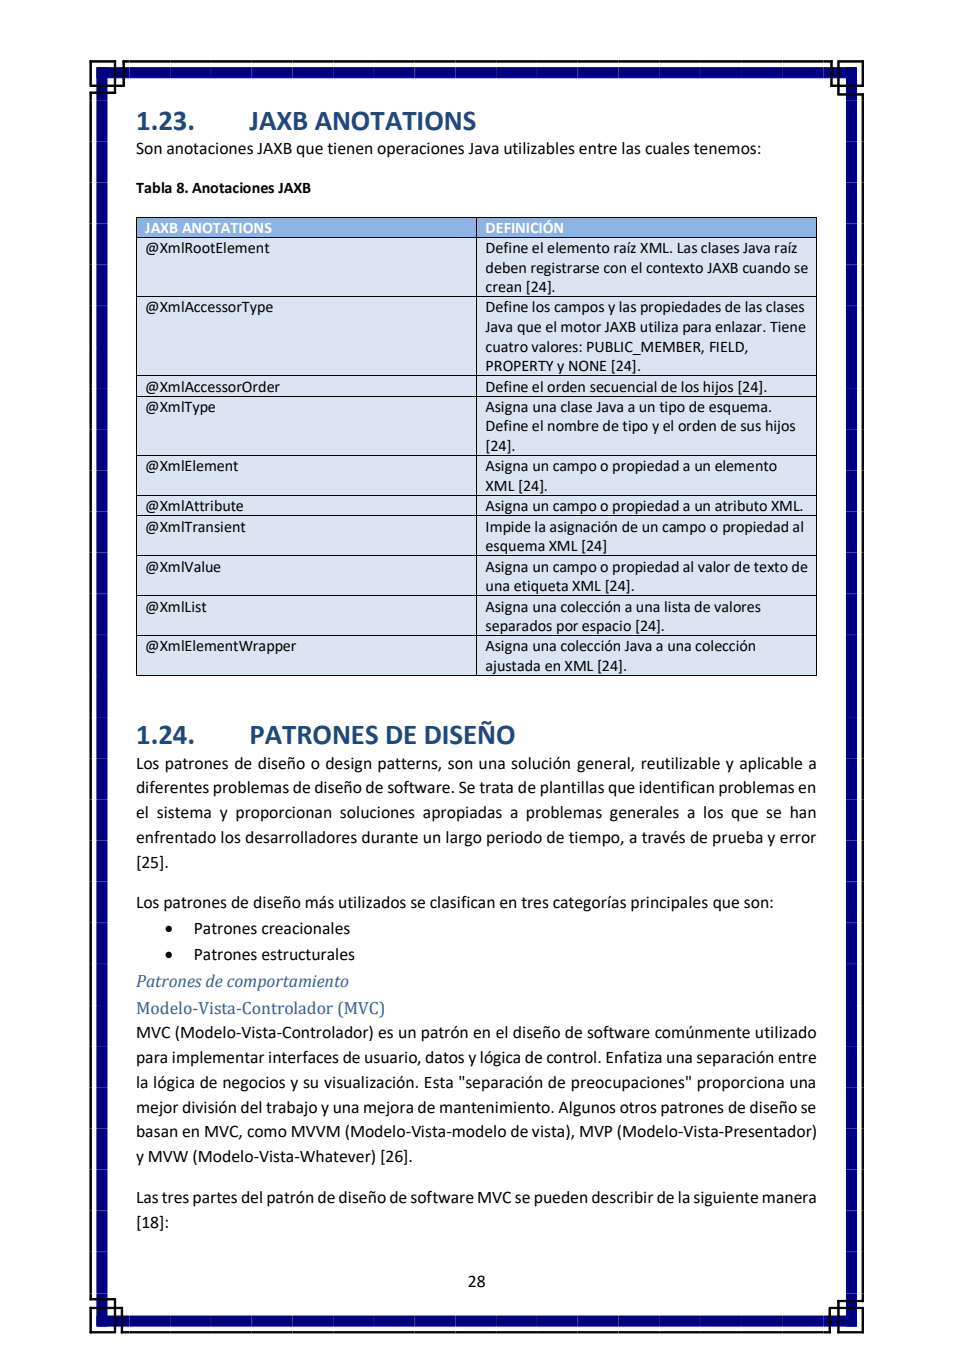 1.23. JAXB ANOTATIONS
Son anotaciones JAXB que tienen operaciones Java utilizables entre las cuales tenemos:
Tabla 8. Anotaciones JAXB
JAXB ANOTATIONS DEFINICIÓN
@XmlRootElement Define el elemento raíz XML. Las clases Java raíz
deben registrarse con el contexto JAXB cuando se
crean [24].
@XmlAccessorType Define los campos y las propiedades de las clases
Java que el motor JAXB utiliza para enlazar. Tiene
cuatro valores: PUBLIC_MEMBER, FIELD,
PROPERTY y NONE [24].
@XmlAccessorOrder Define el orden secuencial de los hijos [24].
@XmlType Asigna una clase Java a un tipo de esquema.
Define el nombre de tipo y el orden de sus hijos
[24].
@XmlElement Asigna un campo o propiedad a un elemento
XML [24].
@XmlAttribute Asigna un campo o propiedad a un atributo XML.
@XmlTransient Impide la asignación de un campo o propiedad al
esquema XML [24]
@XmlValue Asigna un campo o propiedad al valor de texto de
una etiqueta XML [24].
@XmlList Asigna una colección a una lista de valores
separados por espacio [24].
@XmlElementWrapper Asigna una colección Java a una colección
ajustada en XML [24].
1.24. PATRONES DE DISEÑO
Los patrones de diseño o design patterns, son una solución general, reutilizable y aplicable a
diferentes problemas de diseño de software. Se trata de plantillas que identifican problemas en
el sistema y proporcionan soluciones apropiadas a problemas generales a los que se han
enfrentado los desarrolladores durante un largo periodo de tiempo, a través de prueba y error
[25].
Los patrones de diseño más utilizados se clasifican en tres categorías principales que son:
• Patrones creacionales
• Patrones estructurales
Patrones de comportamiento
Modelo-Vista-Controlador (MVC)
MVC (Modelo-Vista-Controlador) es un patrón en el diseño de software comúnmente utilizado
para implementar interfaces de usuario, datos y lógica de control. Enfatiza una separación entre
la lógica de negocios y su visualización. Esta "separación de preocupaciones" proporciona una
mejor división del trabajo y una mejora de mantenimiento. Algunos otros patrones de diseño se
basan en MVC, como MVVM (Modelo-Vista-modelo de vista), MVP (Modelo-Vista-Presentador)
y MVW (Modelo-Vista-Whatever) [26].
Las tres partes del patrón de diseño de software MVC se pueden describir de la siguiente manera
[18]:
28